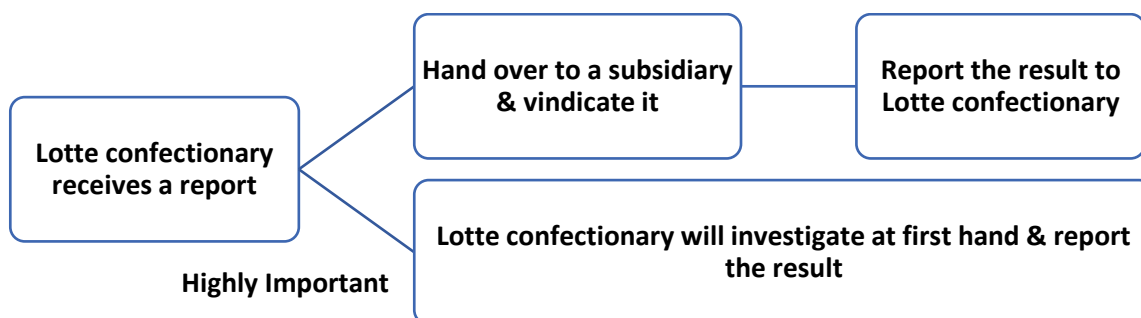 Lotte confectionary
receives a report
Hand over to a subsidiary
& vindicate it
Report the result to
Lotte confectionary
Highly Important
Lotte confectionary will investigate at first hand & report
the result